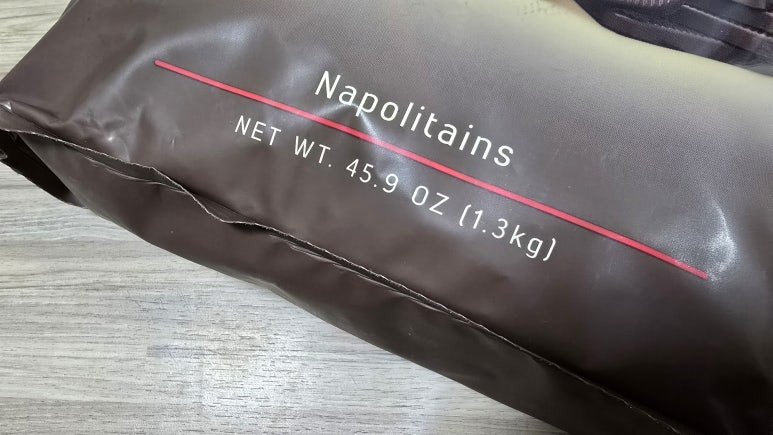 Napolitains
NET WT. 45.9 OZ (1.3kg)